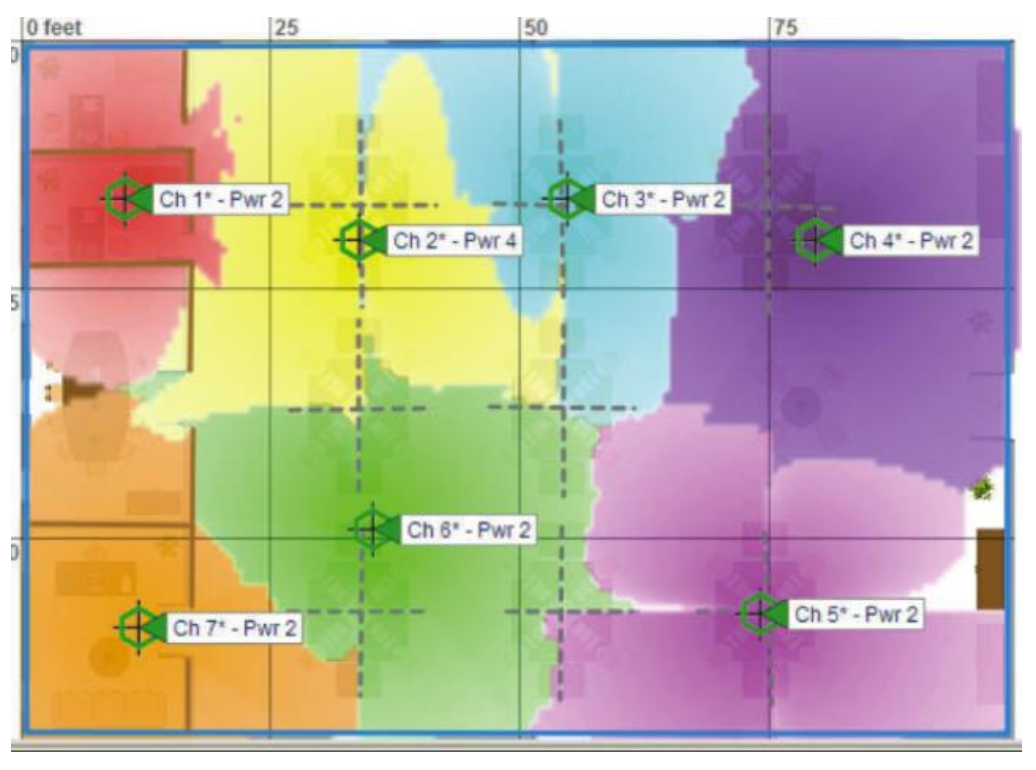 0 feet 25 50 75
0
Ch 1* - Pwr 2
Ch 3* - Pwr 2
Ch 2* - Pwr 4
Ch 4* - Pwr 2
5
Ch 6* - Pwr 2
0
Ch 5* - Pwr 2
Ch 7* - Pwr 2